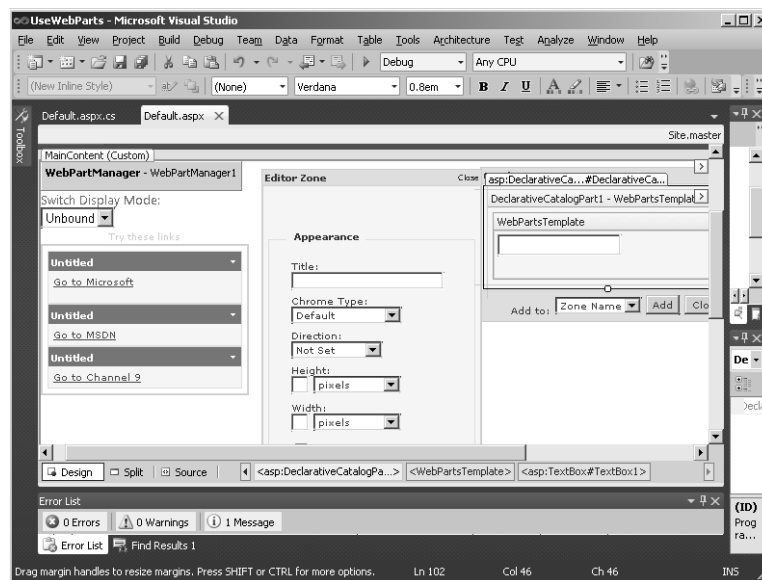 UseWebParts - Microsoft Visual Studio
File Edit View Project Build Debug Team Data Format Table Tools Architecture Test Analyze Window Help
Debug Any CPU
(New Inline Style) (None) Verdana 0.8em B I U A
Toolbox
Default.aspx.cs Default.aspx
Site.master
MainContent (Custom)
WebPartManager - WebPartManager1
Switch Display Mode:
Unbound
Try these links
Untitled
Go to Microsoft
Untitled
Go to MSDN
Untitled
Go to Channel 9
Editor Zone Close
Appearance
Title:
Chrome Type:
Default
Direction:
Not Set
Height:
pixels
Width:
pixels
asp:DeclarativeCa...#DeclarativeCa...
DeclarativeCatalogPart1 - WebPartsTemplat
WebPartsTemplate
Add to: Zone Name Add Clo
De
Decla
Design Split Source <asp:DeclarativeCatalogPa...> <WebPartsTemplate> <asp:TextBox#TextBox1>
Error List
0 Errors 0 Warnings 1 Message
Error List Find Results 1
(ID)
Prog
ra...
Drag margin handles to resize margins. Press SHIFT or CTRL for more options. Ln 102 Col 46 Ch 46 INS